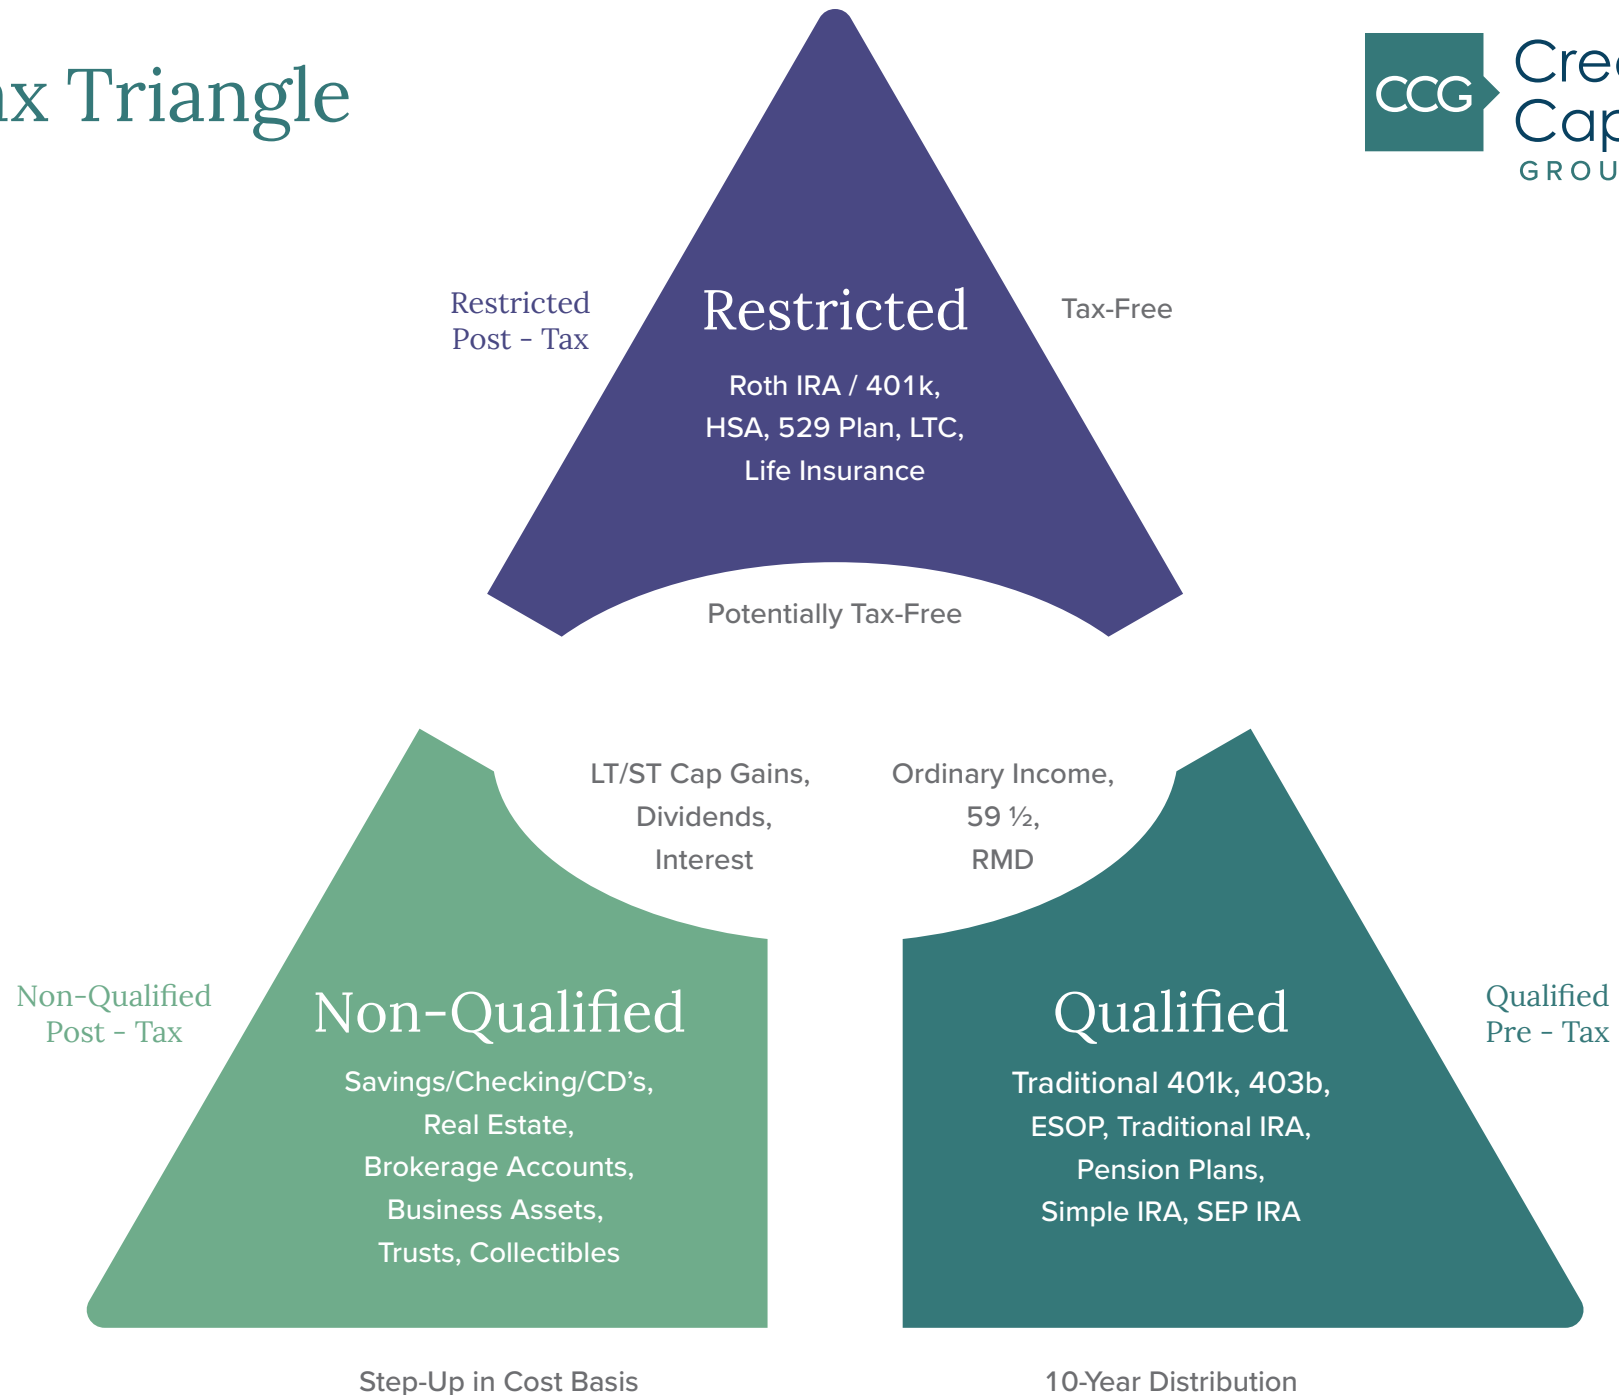 Triangle
CCG
GROU
Restricted
Post - Tax
Restricted
Tax-Free
Roth IRA / 401k,
HSA, 529 Plan, LTC,
Life Insurance
Potentially Tax-Free
LT/ST Cap Gains,
Dividends,
Interest
Ordinary Income,
59 ½,
RMD
Non-Qualified
Post - Tax
Non-Qualified
Savings/Checking/CD’s,
Real Estate,
Brokerage Accounts,
Business Assets,
Trusts, Collectibles
Qualified
Traditional 401k, 403b,
ESOP, Traditional IRA,
Pension Plans,
Simple IRA, SEP IRA
Qualified
Pre - Tax
Step-Up in Cost Basis
10-Year Distribution